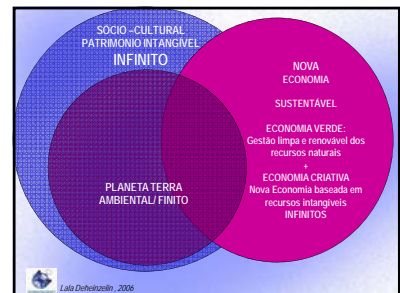 SÓCIO –CULTURAL
PATRIMONIO INTANGÍVEL
INFINITO
NOVA
ECONOMIA
SUSTENTÁVEL
ECONOMIA VERDE:
Gestão limpa e renovável dos
recursos naturais
+
ECONOMIA CRIATIVA
Nova Economia baseada em
recursos intangíveis
INFINITOS
PLANETA TERRA
AMBIENTAL/ FINITO
Lala Deheinzelin , 2006